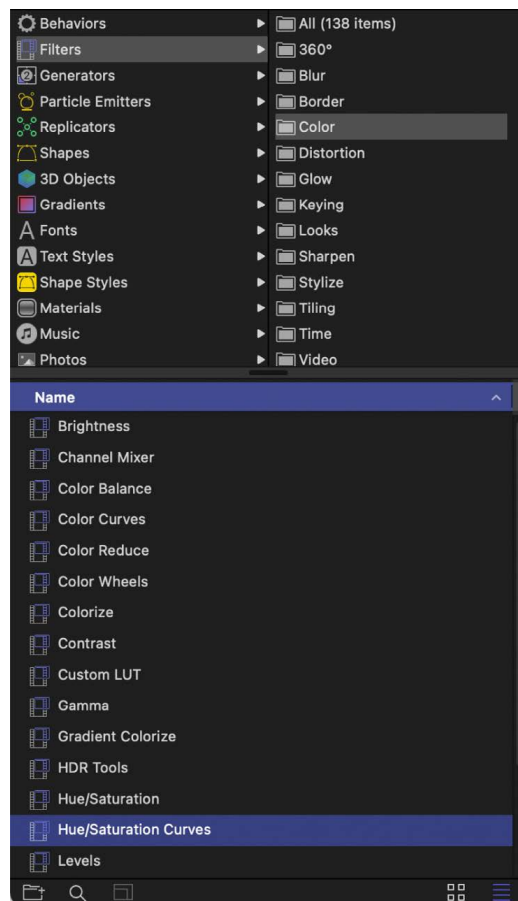 Behaviors
Filters
Generators
Particle Emitters
Replicators
Shapes
3D Objects
Gradients
Fonts
Text Styles
Shape Styles
Materials
Music
Photos
All (138 items)
360°
Blur
Border
Color
Distortion
Glow
Keying
Looks
Sharpen
Stylize
Tiling
Time
Video
Name
Brightness
Channel Mixer
Color Balance
Color Curves
Color Reduce
Color Wheels
Colorize
Contrast
Custom LUT
Gamma
Gradient Colorize
HDR Tools
Hue/Saturation
Hue/Saturation Curves
Levels